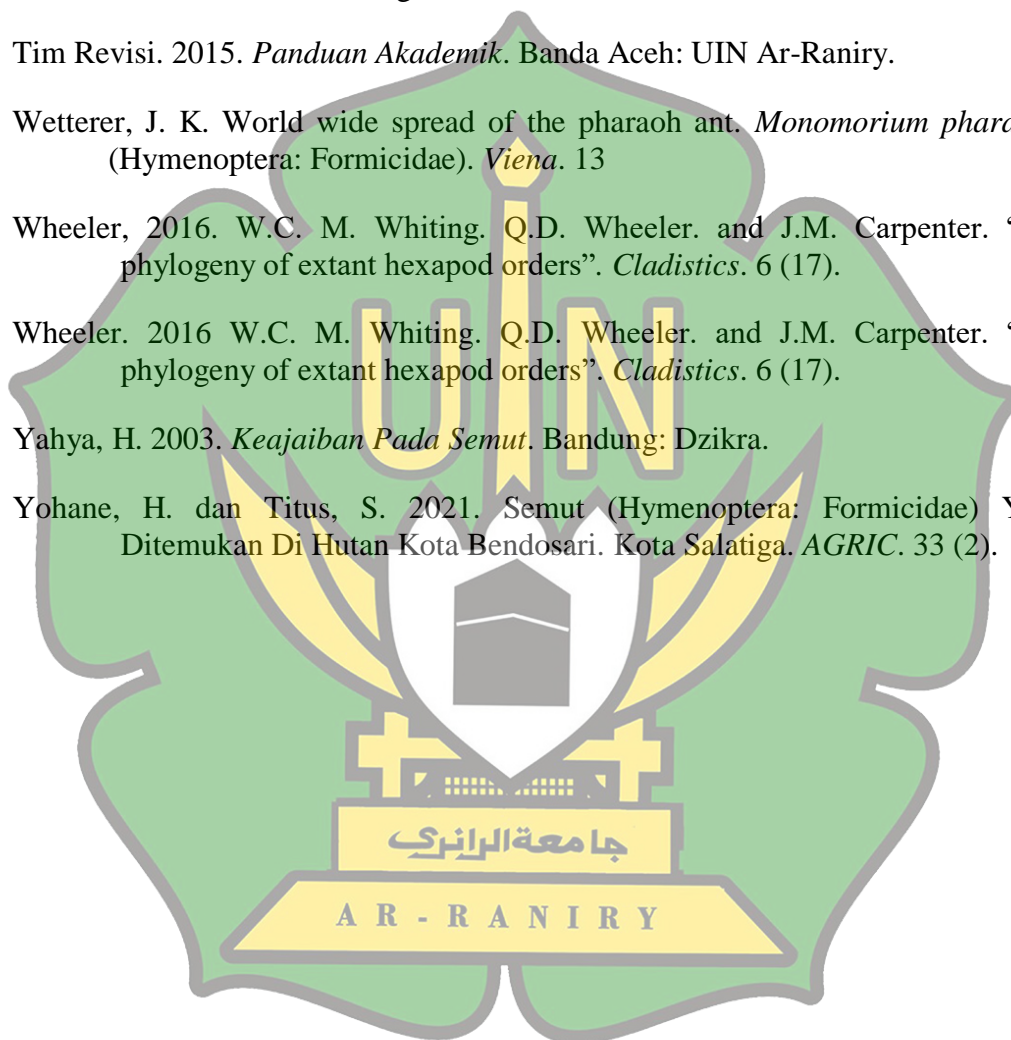 Tim Revisi. 2015. Panduan Akademik. Banda Aceh: UIN Ar-Raniry.
Wetterer, J. K. World wide spread of the pharaoh ant. Monomorium phara
(Hymenoptera: Formicidae). Viena. 13
Wheeler, 2016. W.C. M. Whiting. Q.D. Wheeler. and J.M. Carpenter. “
phylogeny of extant hexapod orders”. Cladistics. 6 (17).
Wheeler. 2016 W.C. M. Whiting. Q.D. Wheeler. and J.M. Carpenter. “
phylogeny of extant hexapod orders”. Cladistics. 6 (17).
Yahya, H. 2003. Keajaiban Pada Semut. Bandung: Dzikra.
Yohane, H. dan Titus, S. 2021. Semut (Hymenoptera: Formicidae) Y
Ditemukan Di Hutan Kota Bendosari. Kota Salatiga. AGRIC. 33 (2).
UIN
جامعة الرانري
AR-RANIRY